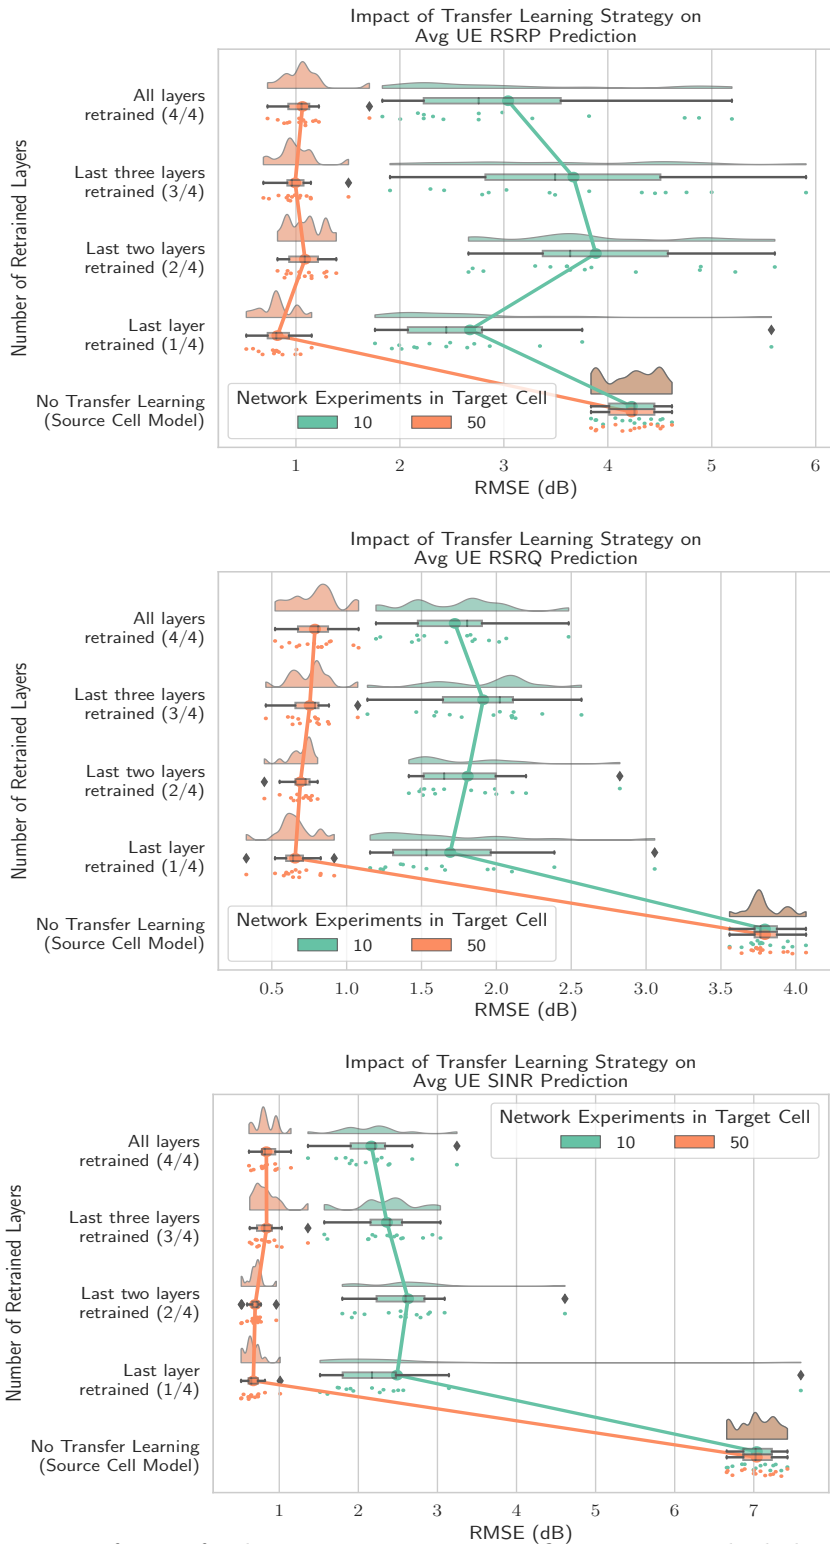 Impact of Transfer Learning Strategy on
Avg UE RSRP Prediction
Number of Retrained Layers
All layers
retrained (4/4)
Last three layers
retrained (3/4)
Last two layers
retrained (2/4)
Last layer
retrained (1/4)
No Transfer Learning
(Source Cell Model)
Network Experiments in Target Cell
10 50
1 2 3 4 5 6
RMSE (dB)
Impact of Transfer Learning Strategy on
Avg UE RSRQ Prediction
Number of Retrained Layers
All layers
retrained (4/4)
Last three layers
retrained (3/4)
Last two layers
retrained (2/4)
Last layer
retrained (1/4)
No Transfer Learning
(Source Cell Model)
Network Experiments in Target Cell
10 50
0.5 1.0 1.5 2.0 2.5 3.0 3.5 4.0
RMSE (dB)
Impact of Transfer Learning Strategy on
Avg UE SINR Prediction
Network Experiments in Target Cell
10 50
Number of Retrained Layers
All layers
retrained (4/4)
Last three layers
retrained (3/4)
Last two layers
retrained (2/4)
Last layer
retrained (1/4)
No Transfer Learning
(Source Cell Model)
1 2 3 4 5 6 7
RMSE (dB)